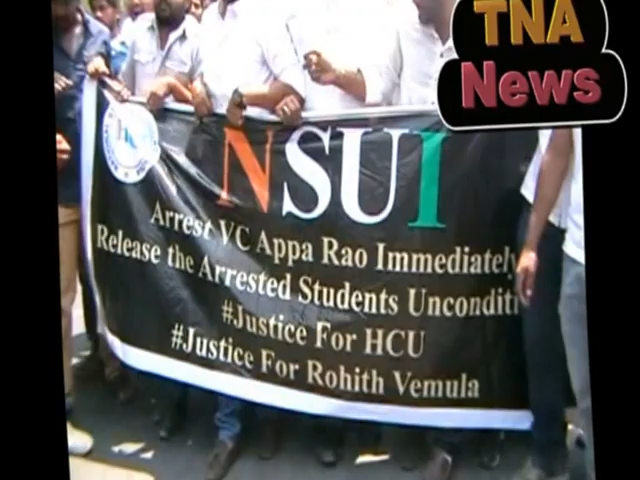 TNA
News
NSUI
Arrest VC Appa Rao Immediately
Release the Arrested Students Unconditi
#Justice For HCU
#Justice For Rohith Vemula